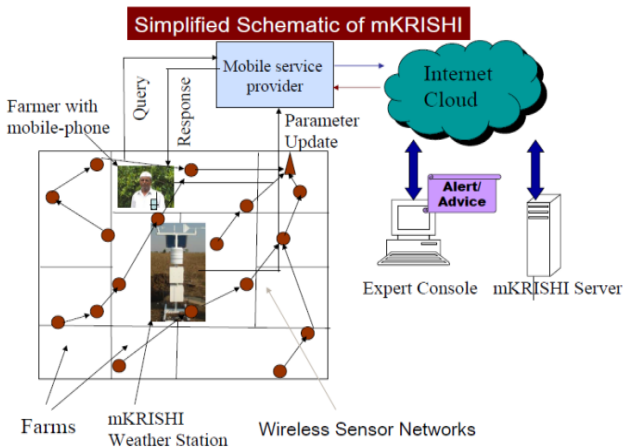 Simplified Schematic of mKRISHI
Mobile service
provider
Internet
Cloud
Query
Response
Farmer with
mobile-phone
Parameter
Update
Alert/
Advice
Expert Console
mKRISHI Server
Farms
mKRISHI
Weather Station
Wireless Sensor Networks